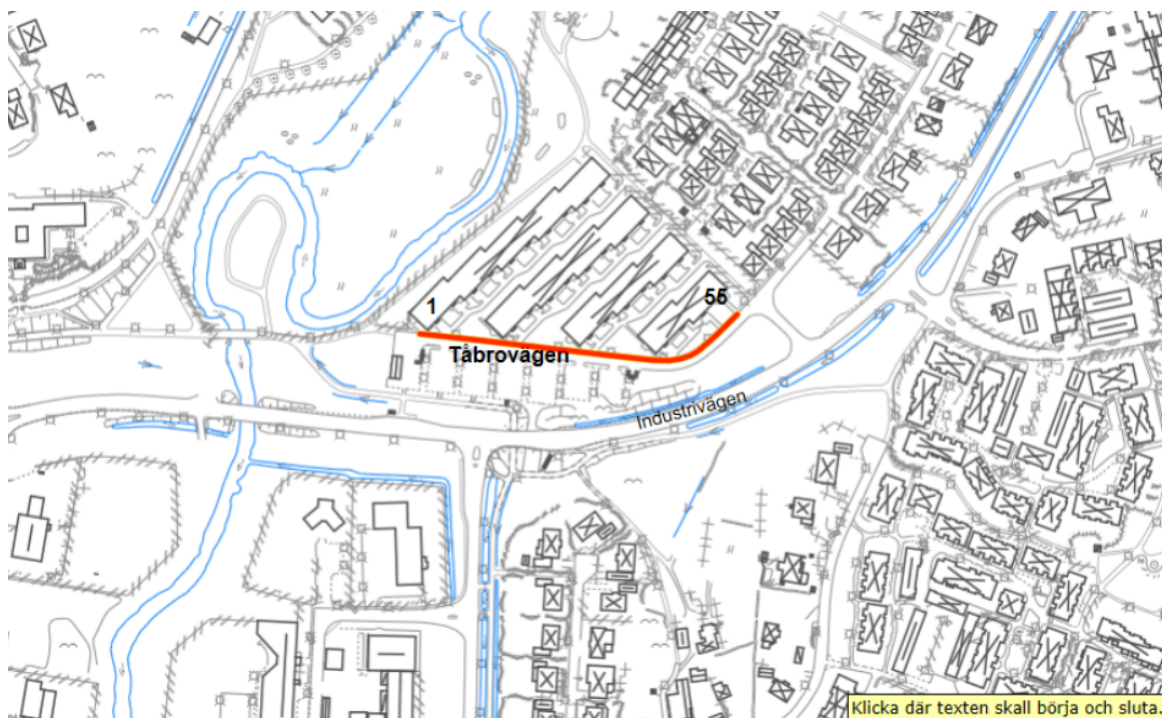 55
1
Tåbrovägen
Industrivägen
Klicka där texten skall börja och sluta.